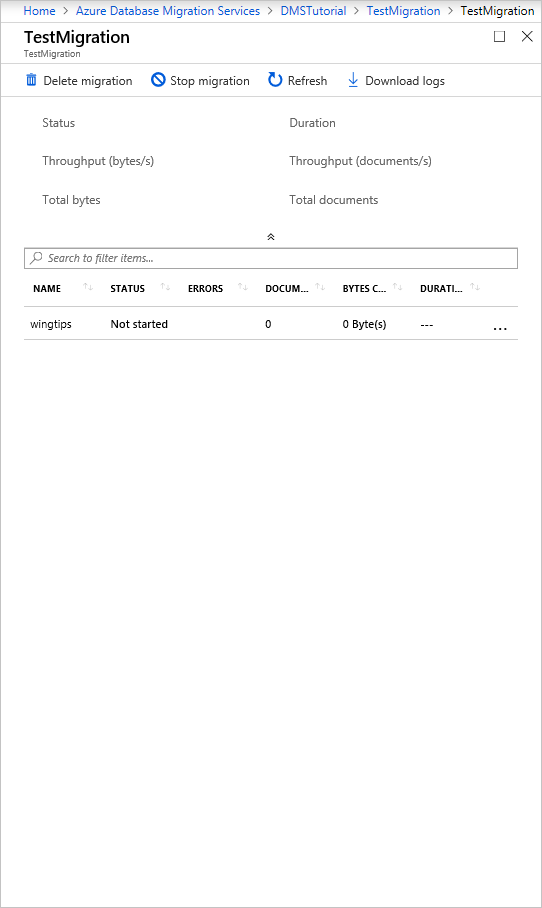 Home > Azure Database Migration Services > DMSTutorial > TestMigration > TestMigration
TestMigration
TestMigration
Delete migration Stop migration Refresh Download logs
Status Duration
Throughput (bytes/s) Throughput (documents/s)
Total bytes Total documents
Search to filter items...
NAME STATUS ERRORS DOCUM... BYTES C... DURATI...
wingtips Not started 0 0 Byte(s) --- ...